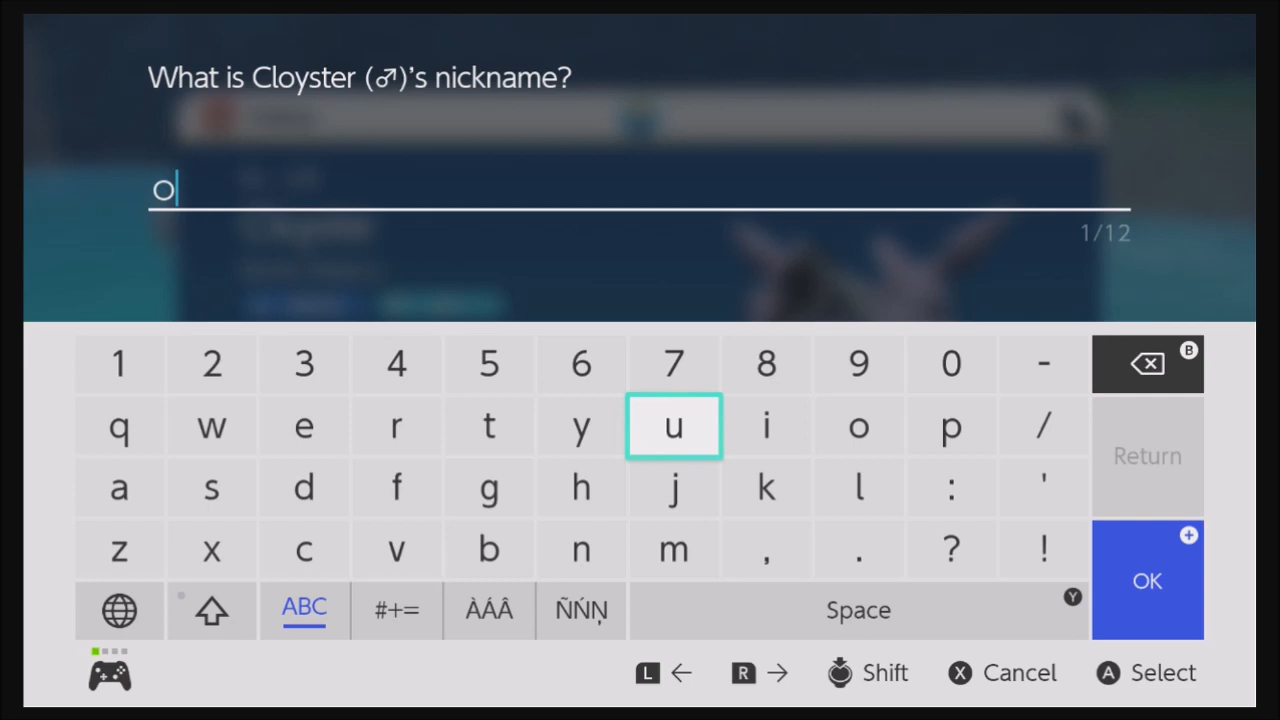 What is Cloyster (♂)'s nickname?
O
1/12
1 2 3 4 5 6 7 8 9 0 -
B
q w e r t y u i o p /
Return
a s d f g h j k l : '
z x c v b n m , . ? !
+
OK
ABC #+= ÀÁÂ ÑŃŅ Space Y
L ← R → Shift X Cancel A Select